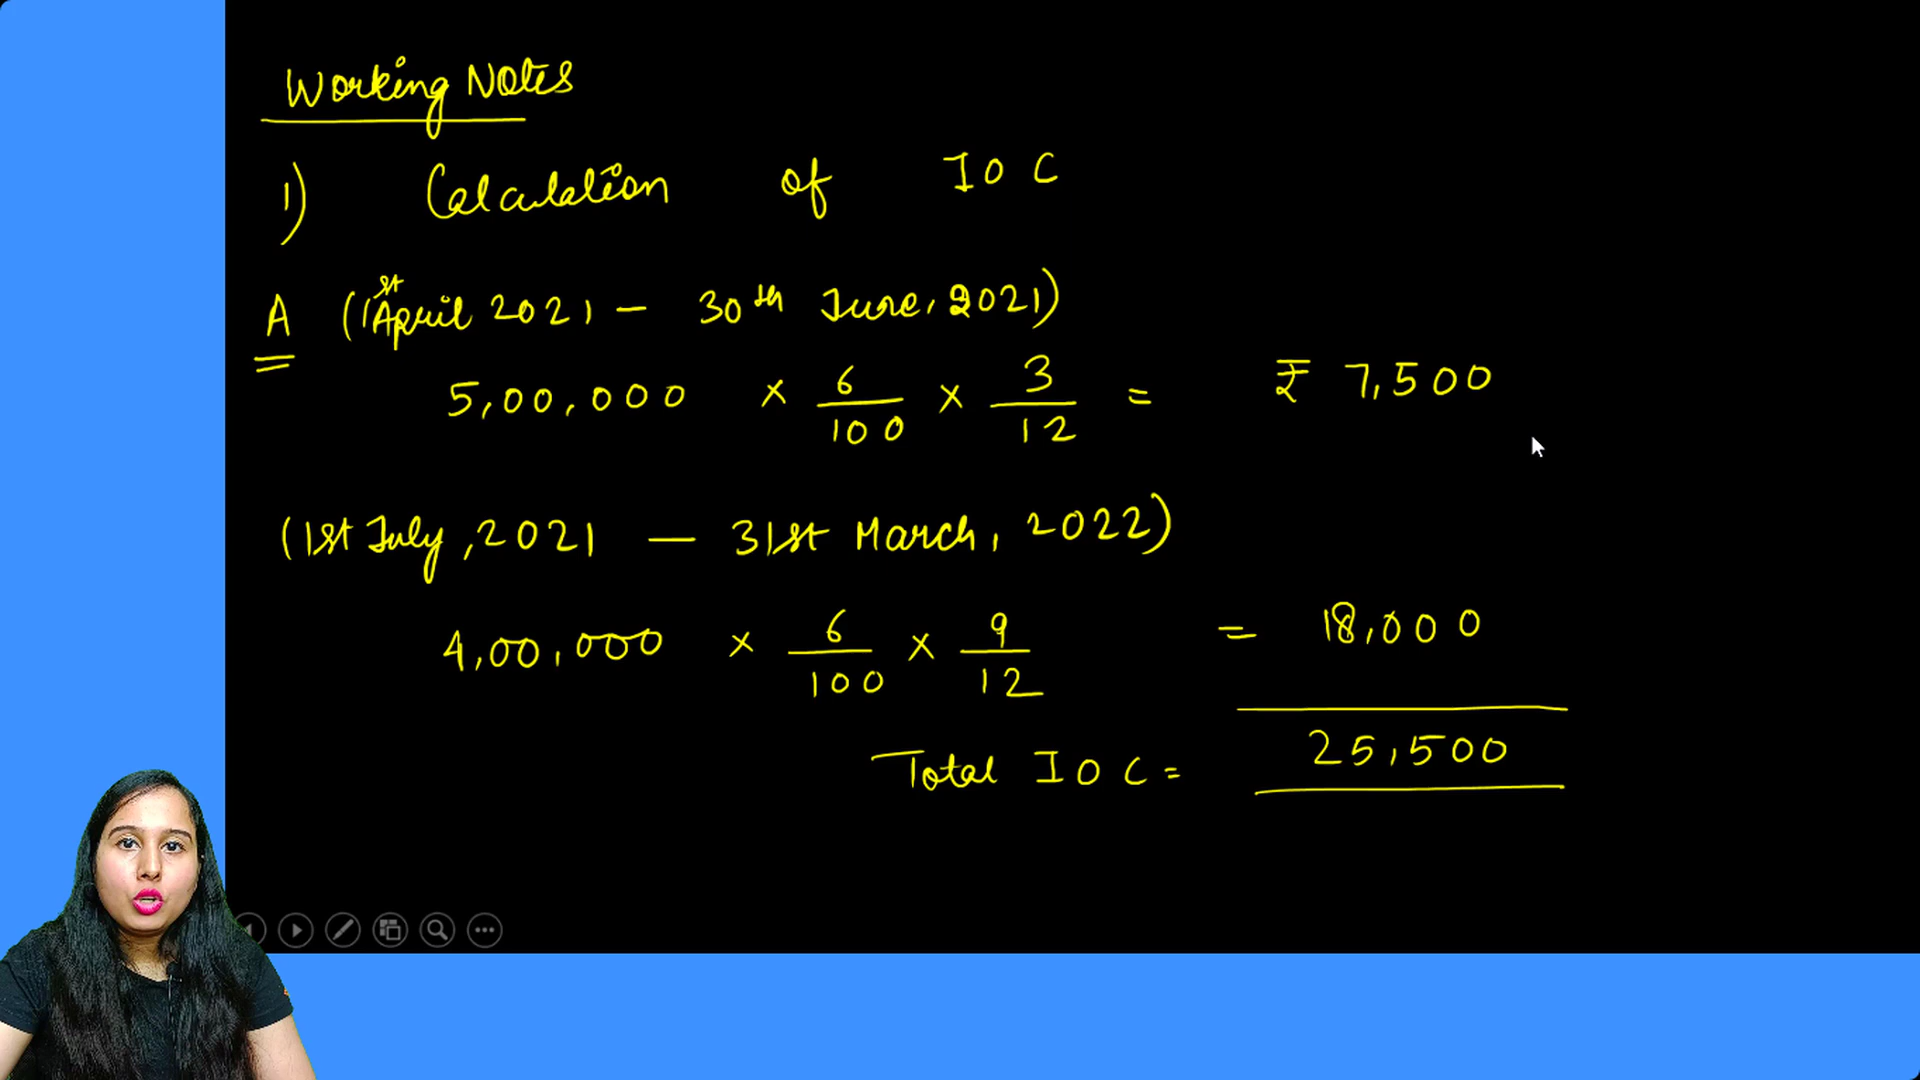 Working Notes
1) Calculation of IOC
A (1st April 2021 - 30th June, 2021)
5,00,000 × 6/100 × 3/12 = ₹ 7,500
(1st July, 2021 - 31st March, 2022)
4,00,000 × 6/100 × 9/12 = 18,000
Total IOC = 25,500